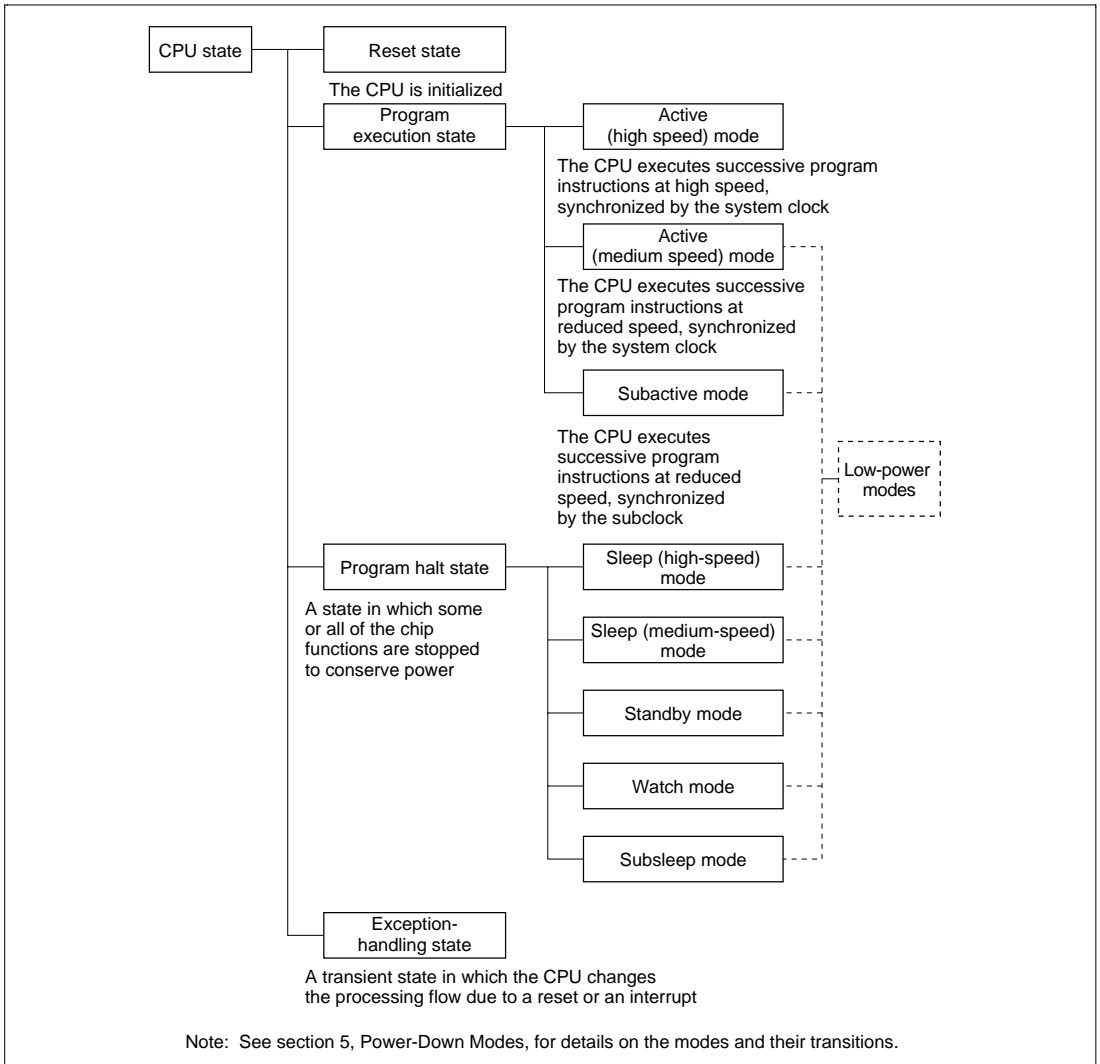 CPU state
Reset state
The CPU is initialized
Program
execution state
Active
(high speed) mode
The CPU executes successive program
instructions at high speed,
synchronized by the system clock
Active
(medium speed) mode
The CPU executes successive
program instructions at
reduced speed, synchronized
by the system clock
Subactive mode
The CPU executes
successive program
instructions at reduced
speed, synchronized
by the subclock
Low-power
modes
Program halt state
A state in which some
or all of the chip
functions are stopped
to conserve power
Sleep (high-speed)
mode
Sleep (medium-speed)
mode
Standby mode
Watch mode
Subsleep mode
Exception-
handling state
A transient state in which the CPU changes
the processing flow due to a reset or an interrupt
Note: See section 5, Power-Down Modes, for details on the modes and their transitions.